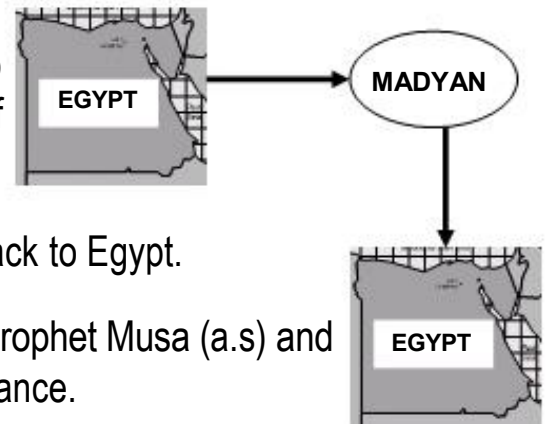 EGYPT
MADYAN
ack to Egypt.
rophet Musa (a.s) and
EGYPT
ance.